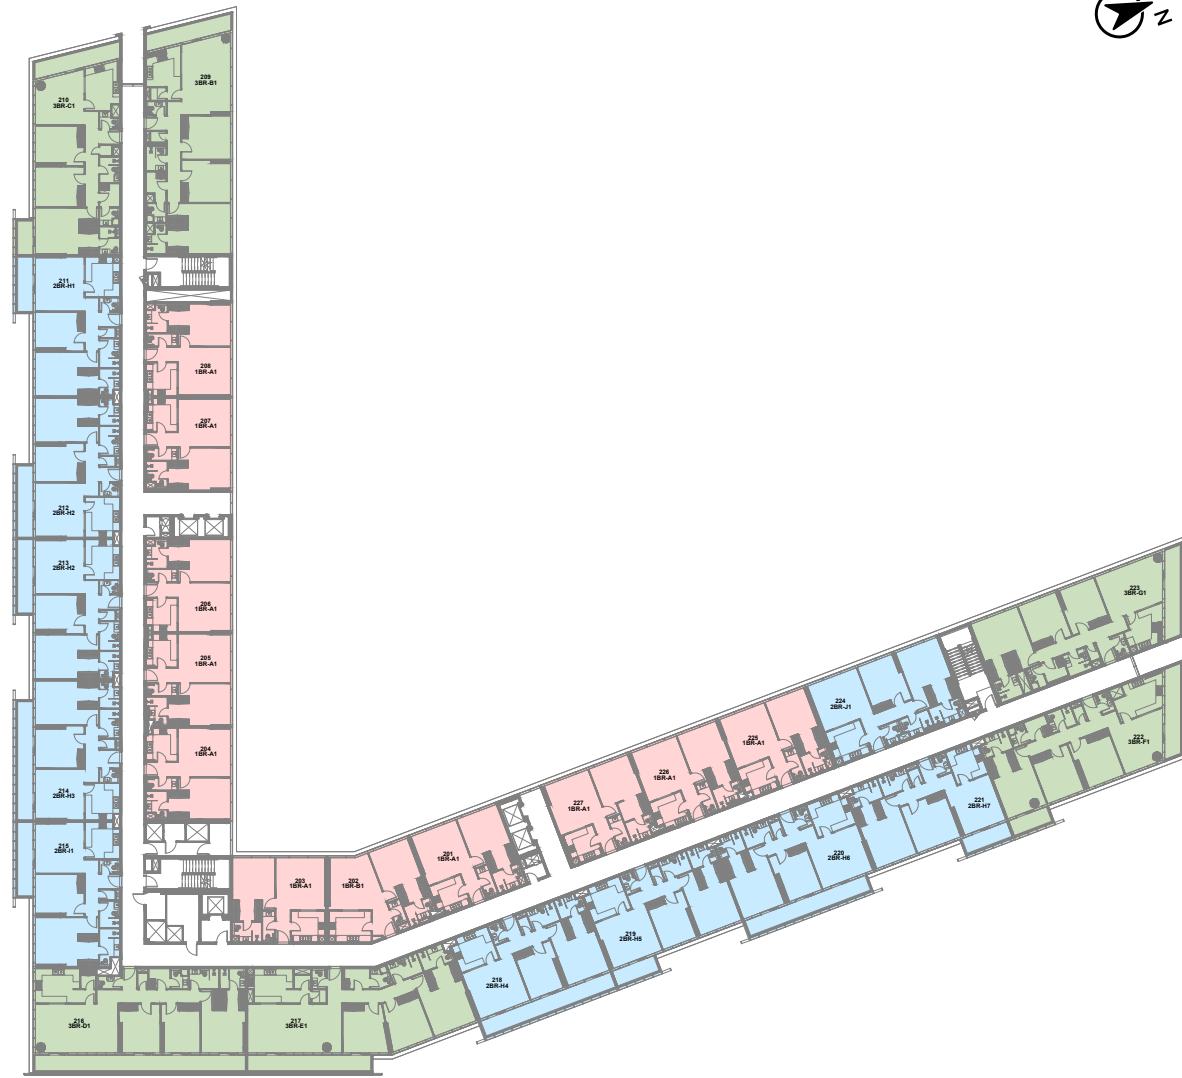 N
209
3BR-B1
210
3BR-C1
211
2BR-H1
208
1BR-A1
207
1BR-A1
212
2BR-H2
213
2BR-H2
206
1BR-A1
205
1BR-A1
204
1BR-A1
214
2BR-H3
215
2BR-I1
203
1BR-A1
202
1BR-B1
201
1BR-A1
227
1BR-A1
226
1BR-A1
225
1BR-A1
224
2BR-J1
223
3BR-G1
222
3BR-F1
221
2BR-H7
220
2BR-H6
219
2BR-H5
218
2BR-H4
217
3BR-E1
216
3BR-D1